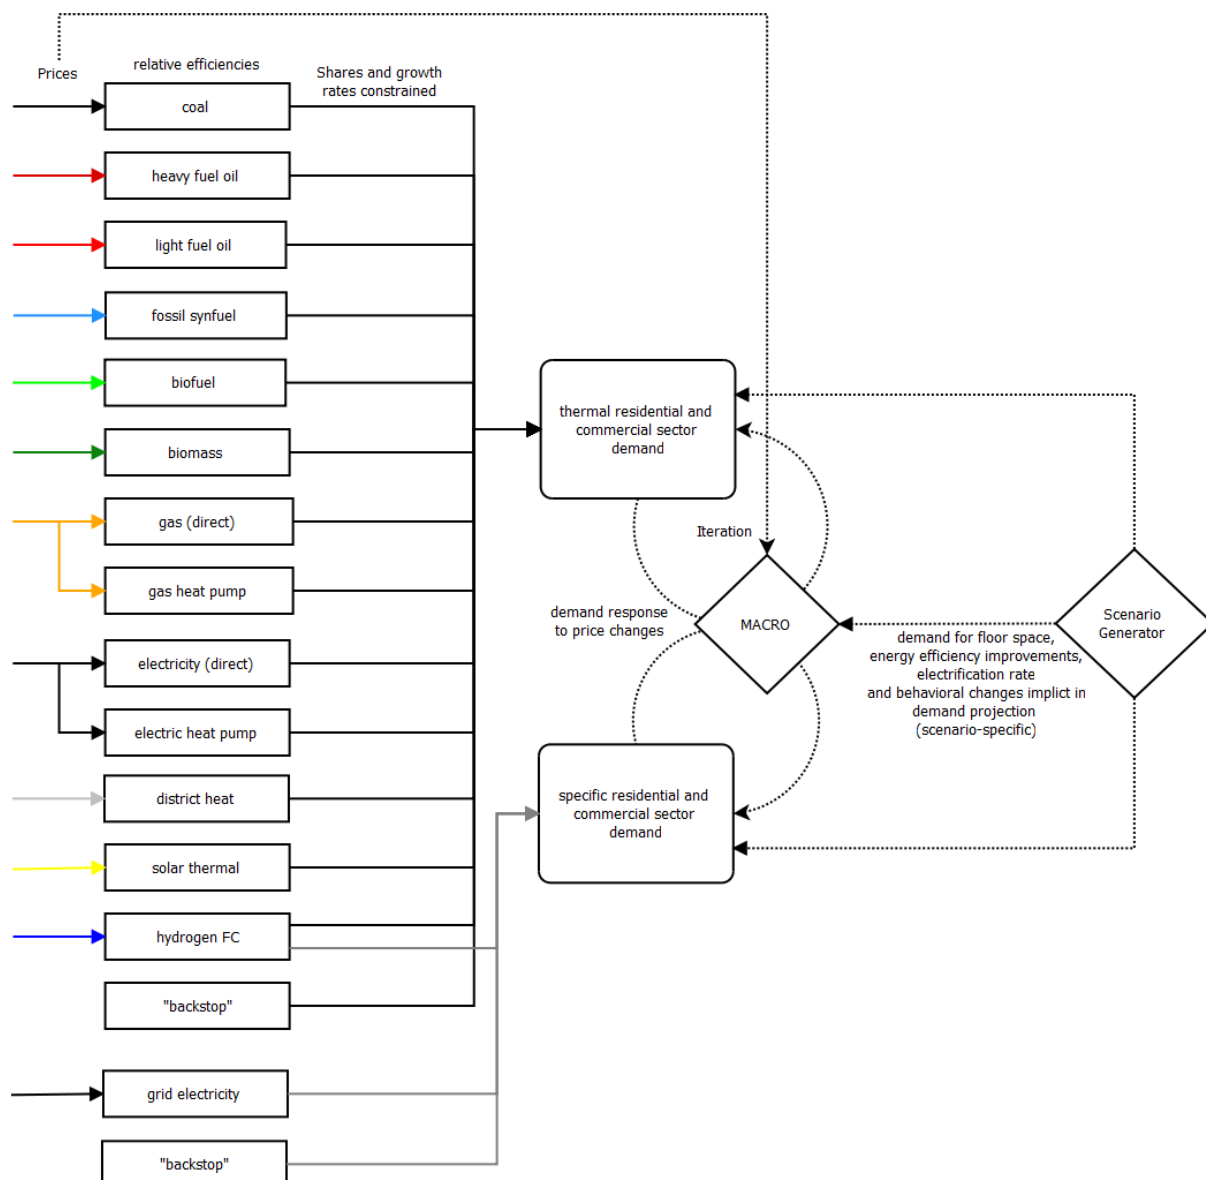 Prices
relative efficiencies
Shares and growth
rates constrained
coal
heavy fuel oil
light fuel oil
fossil synfuel
biofuel
biomass
gas (direct)
gas heat pump
electricity (direct)
electric heat pump
district heat
solar thermal
hydrogen FC
"backstop"
grid electricity
"backstop"
thermal residential and
commercial sector
demand
Iteration
demand response
to price changes
MACRO
specific residential and
commercial sector
demand
demand for floor space,
energy efficiency improvements,
electrification rate
and behavioral changes implict in
demand projection
(scenario-specific)
Scenario
Generator